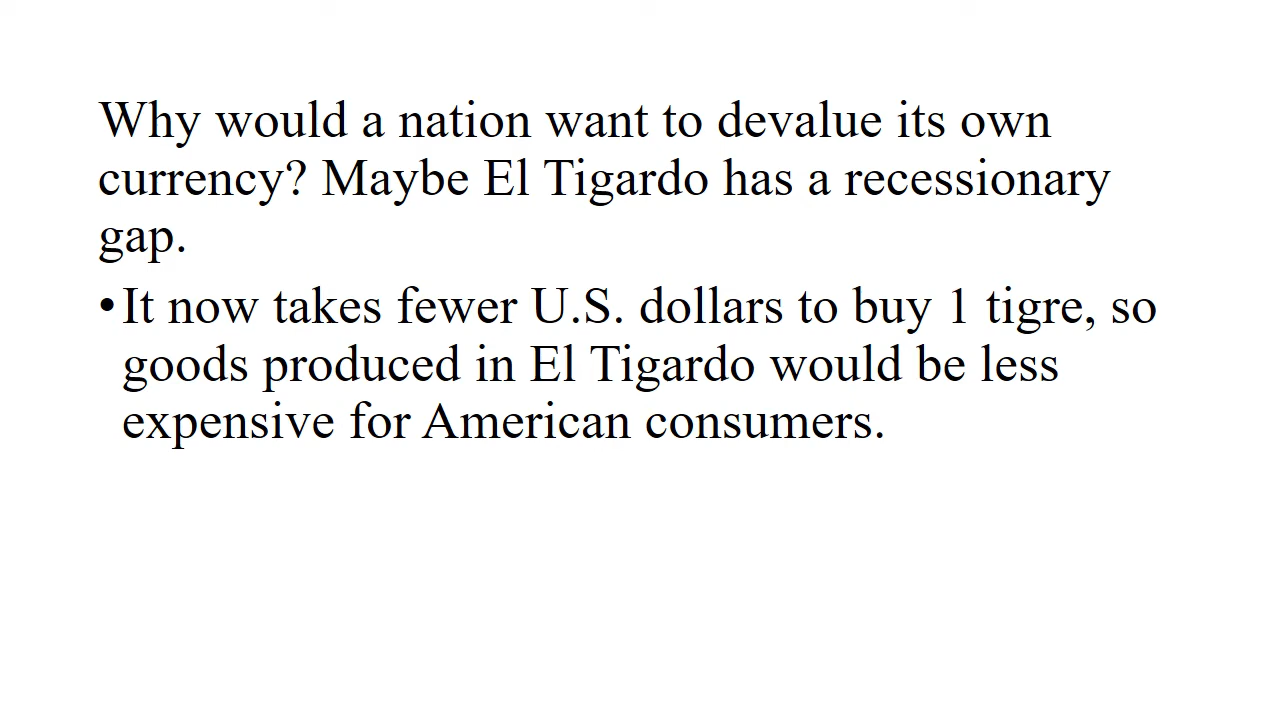 Why would a nation want to devalue its own
currency? Maybe El Tigardo has a recessionary
gap.
•It now takes fewer U.S. dollars to buy 1 tigre, so
goods produced in El Tigardo would be less
expensive for American consumers.